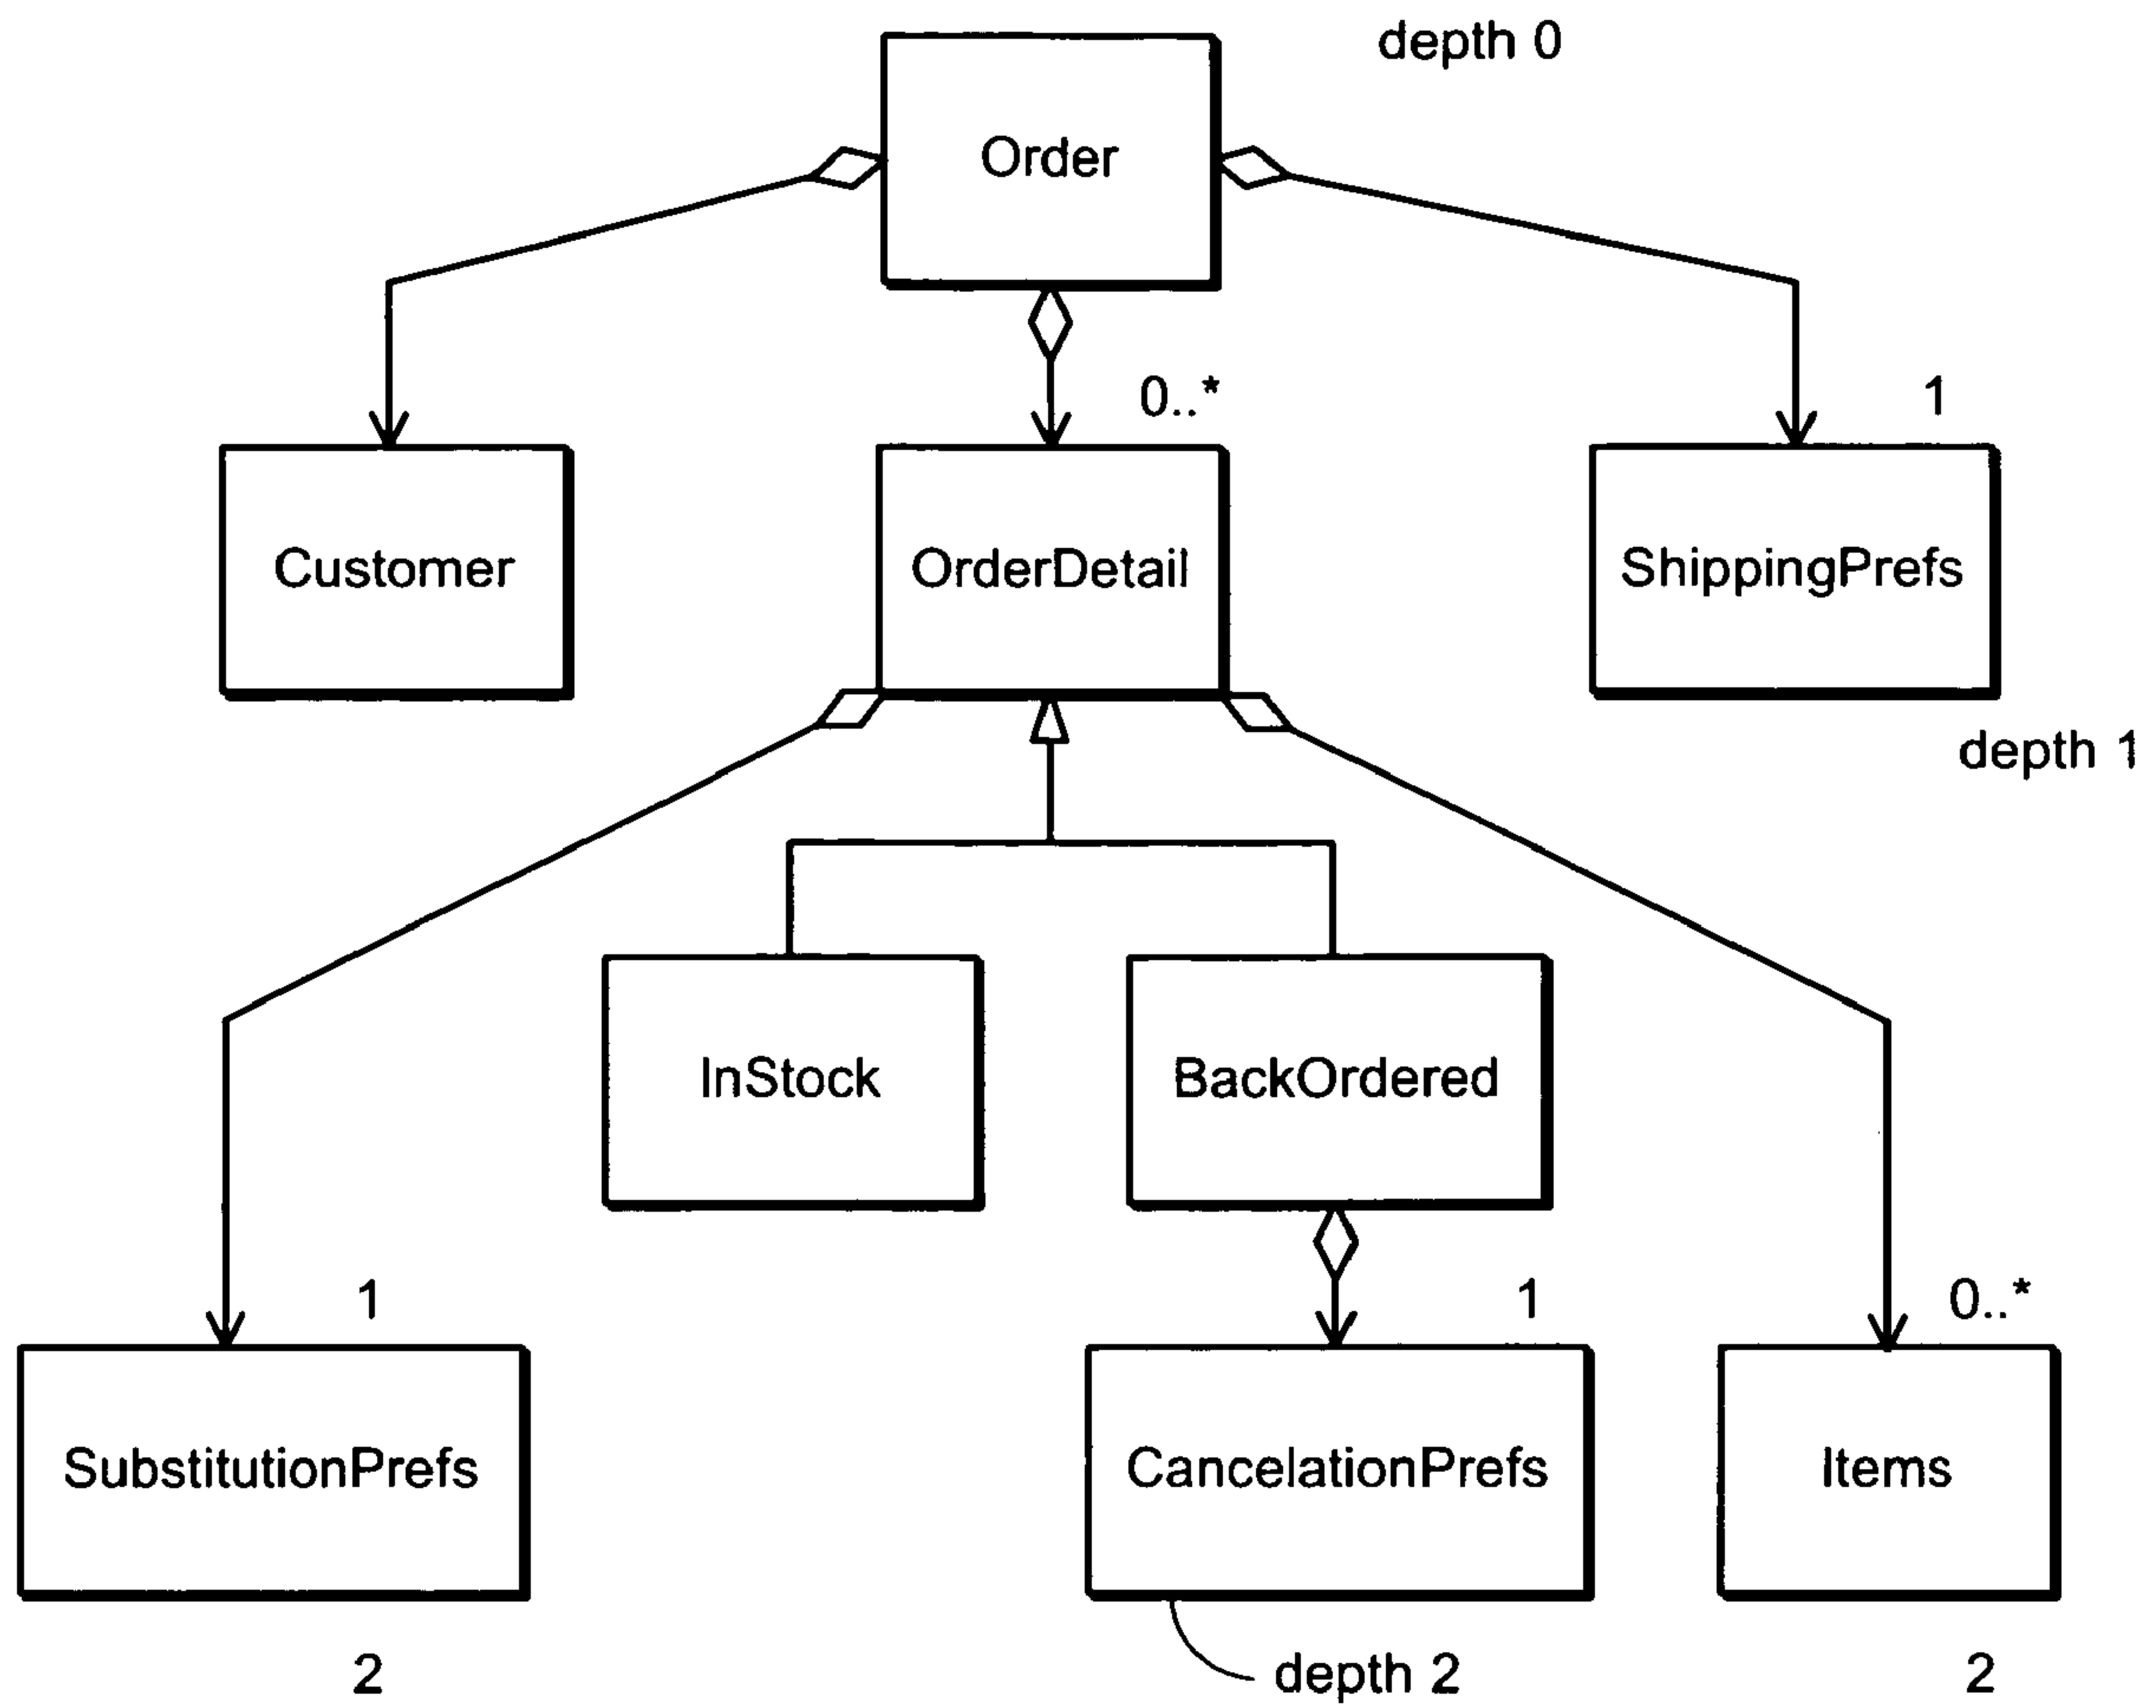 depth 0
Order
0..*
1
Customer
OrderDetail
ShippingPrefs
depth 1
InStock
BackOrdered
1
1
0..*
SubstitutionPrefs
CancelationPrefs
Items
2
depth 2
2